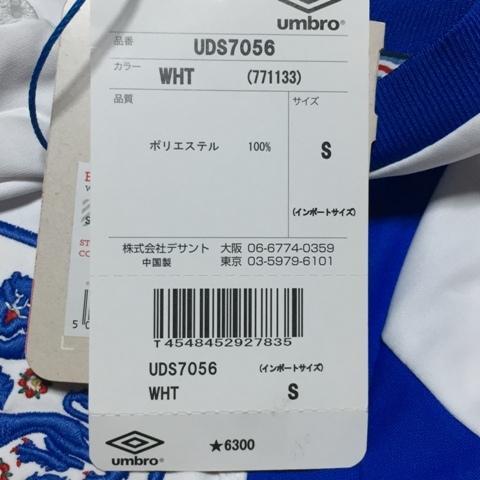 umbro®
品番 UDS7056
カラー WHT (771133)
品質 サイズ
ポリエステル 100% S
(インポートサイズ)
株式会社デサント 大阪 06-6774-0359
中国製 東京 03-5979-6101
T4548452927835
UDS7056 (インポートサイズ)
WHT S
★6300
umbro®